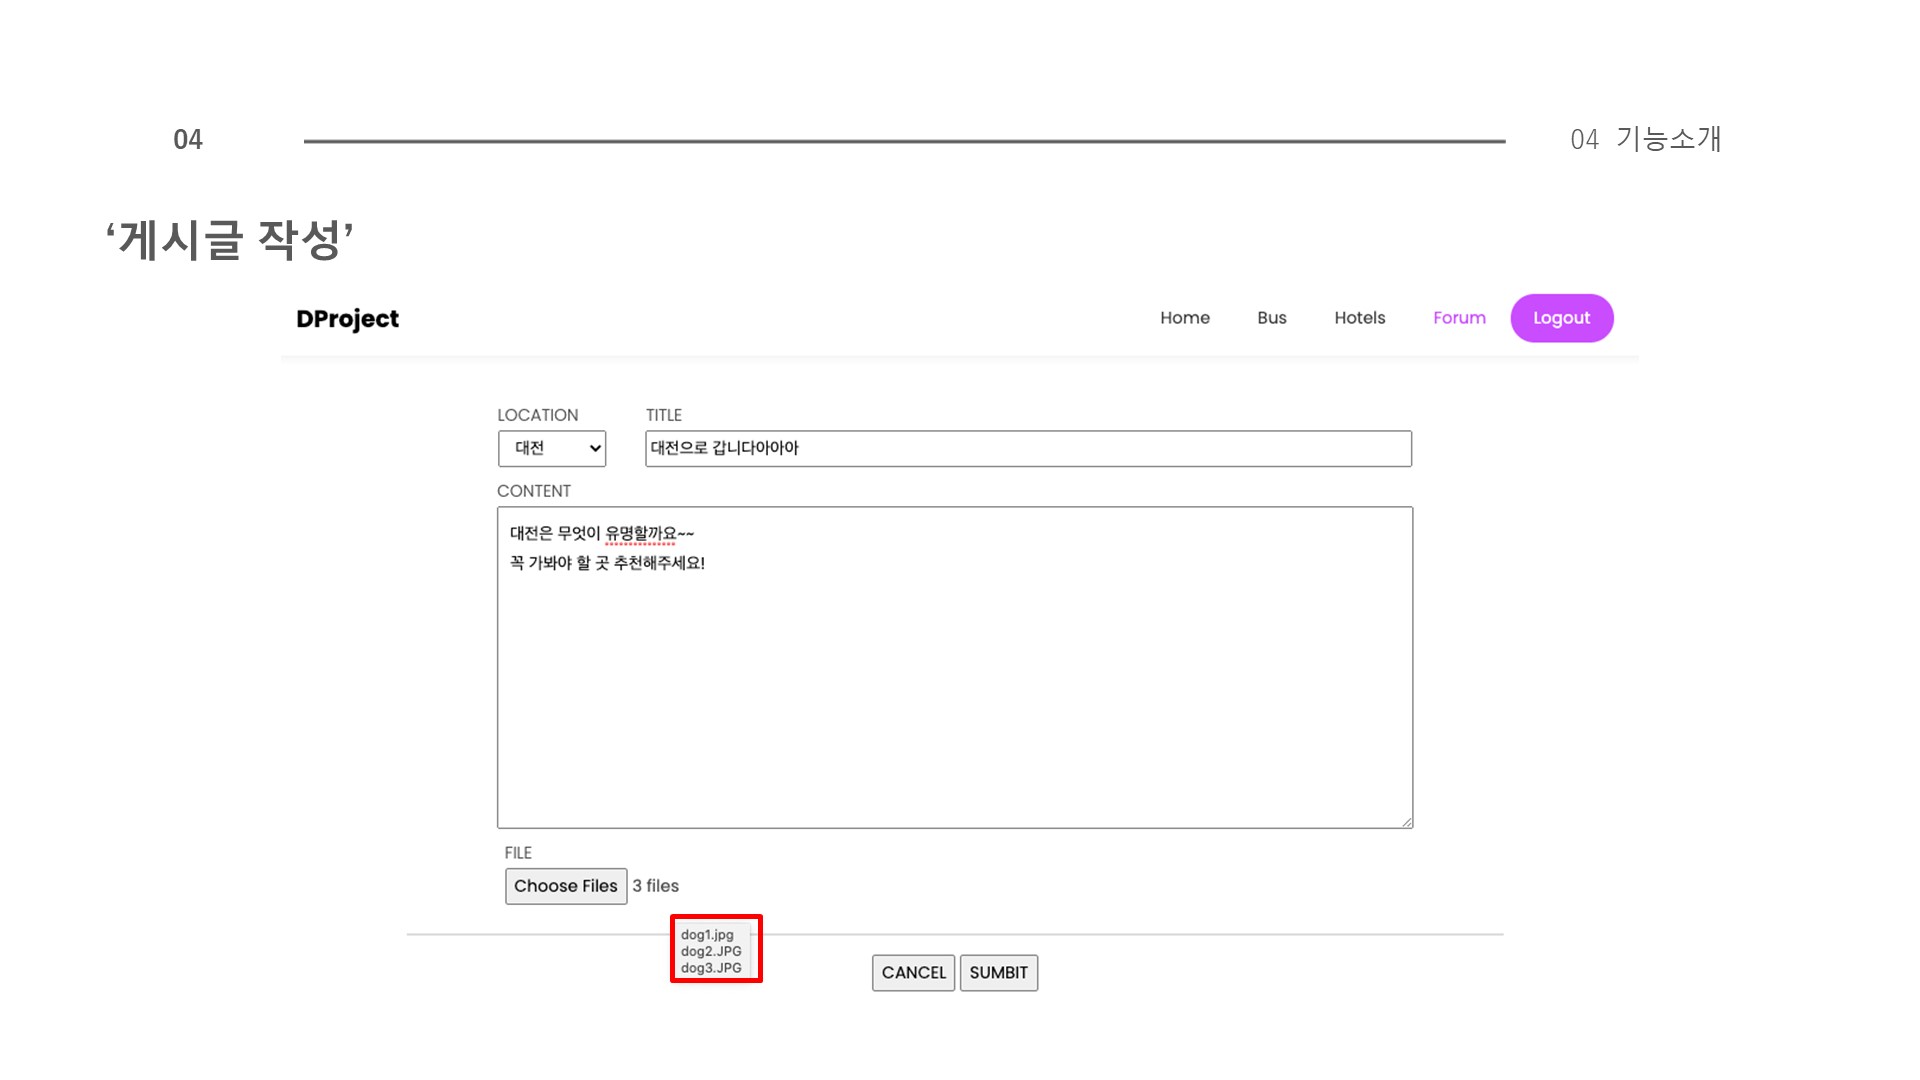 04
04 기능소개
‘게시글 작성’
DProject Home Bus Hotels Forum Logout
LOCATION TITLE
대전 대전으로 갑니다아아아
CONTENT
대전은 무엇이 유명할까요~~
꼭 가봐야 할 곳 추천해주세요!
FILE
Choose Files 3 files
dog1.jpg
dog2.JPG
dog3.JPG
CANCEL SUMBIT